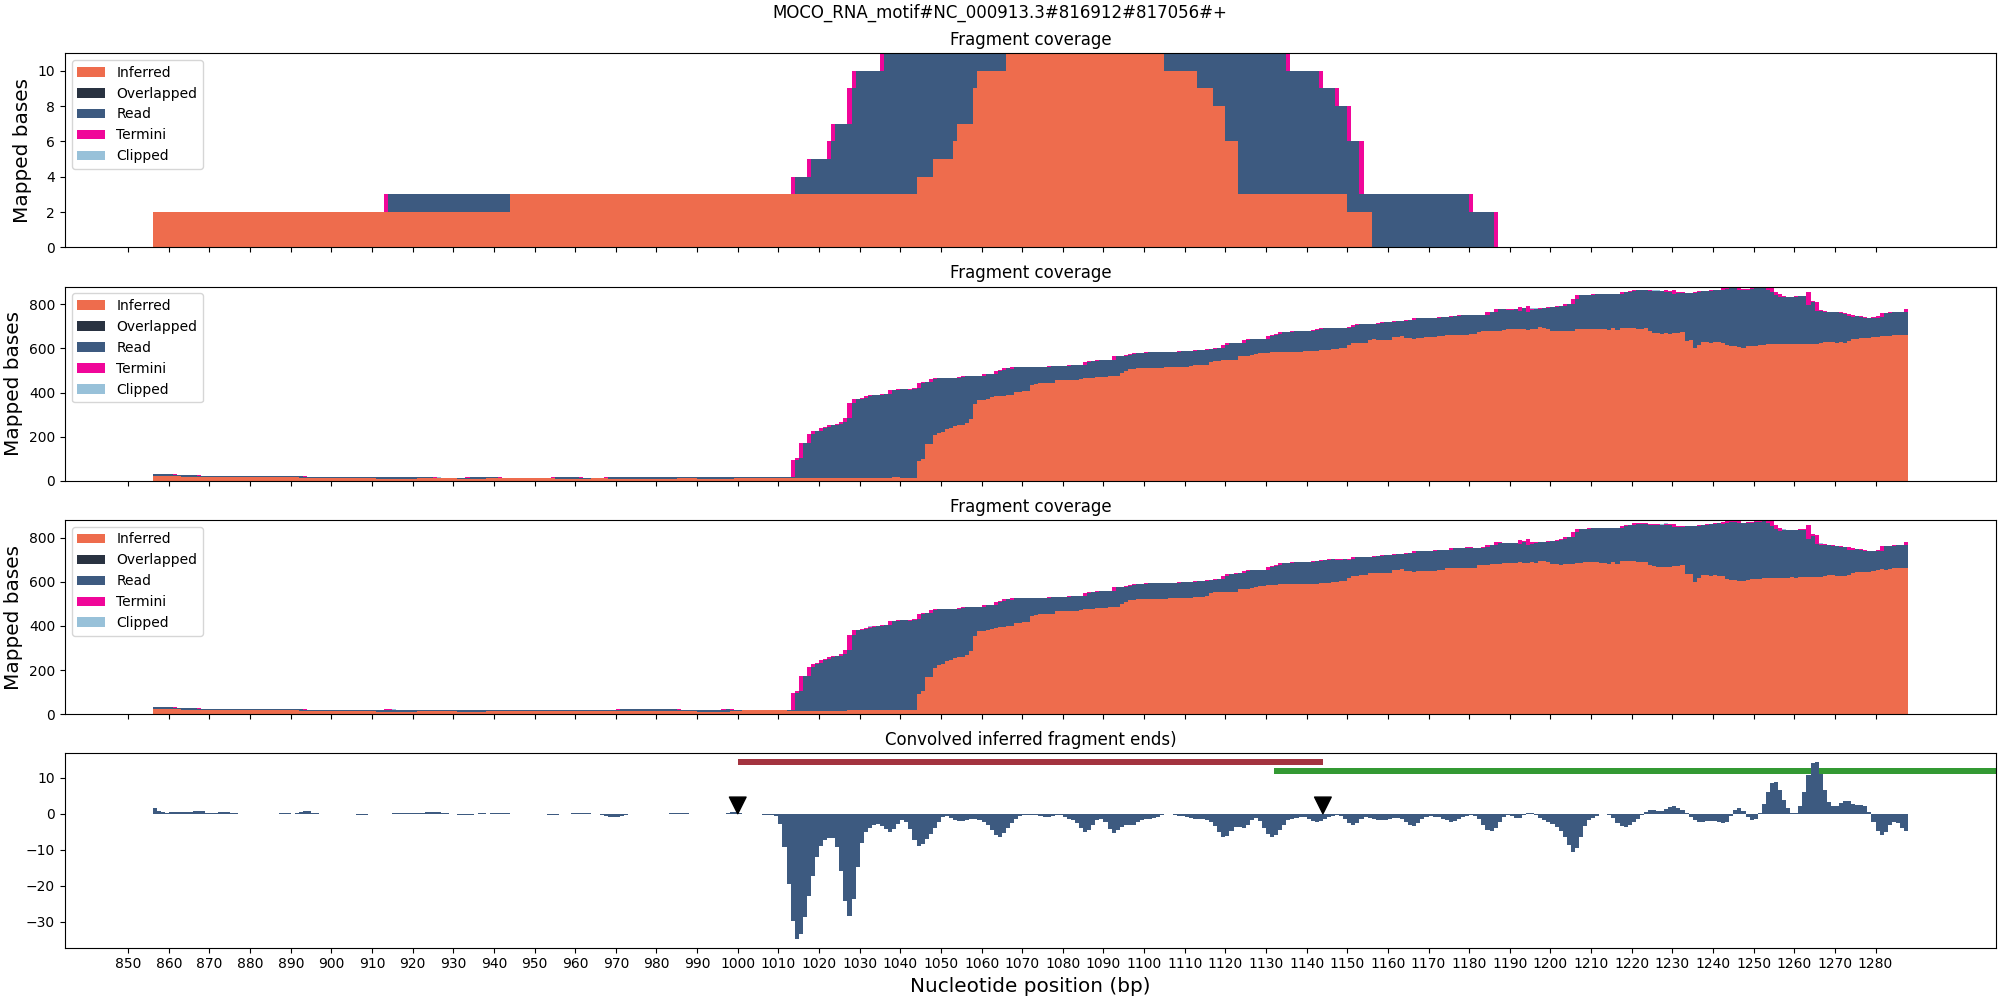 MOCO_RNA_motif#NC_000913.3#816912#817056#+
Fragment coverage
Mapped bases
10
8
6
4
2
0
Inferred
Overlapped
Read
Termini
Clipped
Fragment coverage
Mapped bases
800
600
400
200
0
Inferred
Overlapped
Read
Termini
Clipped
Fragment coverage
Mapped bases
800
600
400
200
0
Inferred
Overlapped
Read
Termini
Clipped
Convolved inferred fragment ends)
10
0
−10
−20
−30
850 860 870 880 890 900 910 920 930 940 950 960 970 980 990 1000 1010 1020 1030 1040 1050 1060 1070 1080 1090 1100 1110 1120 1130 1140 1150 1160 1170 1180 1190 1200 1210 1220 1230 1240 1250 1260 1270 1280
Nucleotide position (bp)